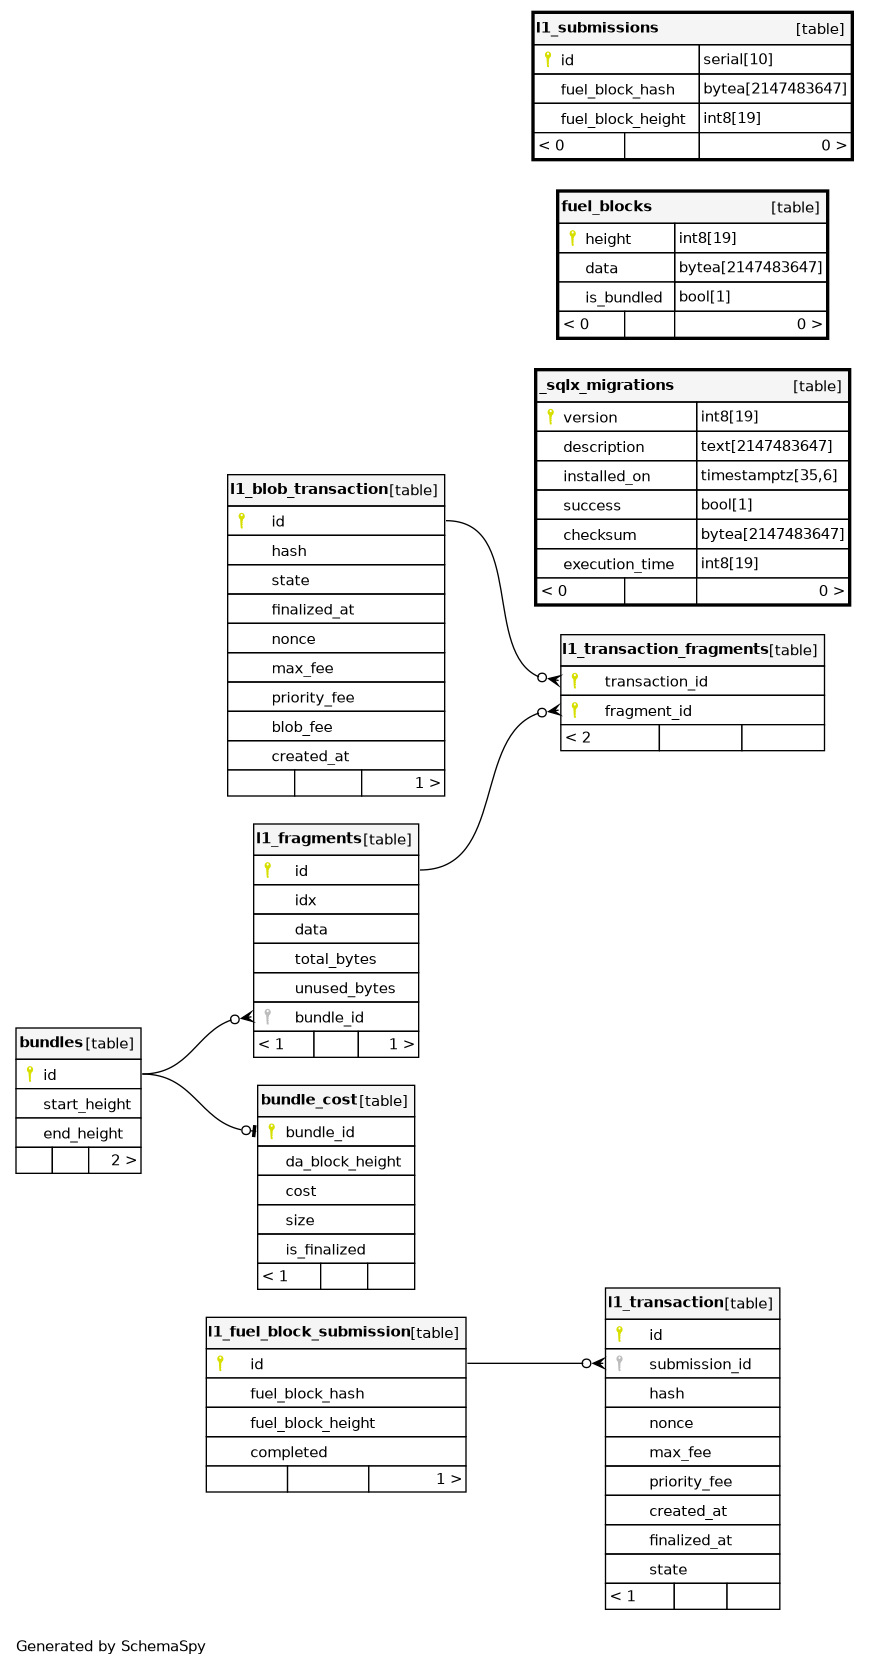 l1_submissions [table]
id serial[10]
fuel_block_hash bytea[2147483647]
fuel_block_height int8[19]
< 0 0 >
fuel_blocks [table]
height int8[19]
data bytea[2147483647]
is_bundled bool[1]
< 0 0 >
_sqlx_migrations [table]
version int8[19]
description text[2147483647]
installed_on timestamptz[35,6]
success bool[1]
checksum bytea[2147483647]
execution_time int8[19]
< 0 0 >
l1_blob_transaction [table]
id
hash
state
finalized_at
nonce
max_fee
priority_fee
blob_fee
created_at
1 >
l1_transaction_fragments [table]
transaction_id
fragment_id
< 2
l1_fragments [table]
id
idx
data
total_bytes
unused_bytes
bundle_id
< 1 1 >
bundles [table]
id
start_height
end_height
2 >
bundle_cost [table]
bundle_id
da_block_height
cost
size
is_finalized
< 1
l1_fuel_block_submission [table]
id
fuel_block_hash
fuel_block_height
completed
1 >
l1_transaction [table]
id
submission_id
hash
nonce
max_fee
priority_fee
created_at
finalized_at
state
< 1
Generated by SchemaSpy